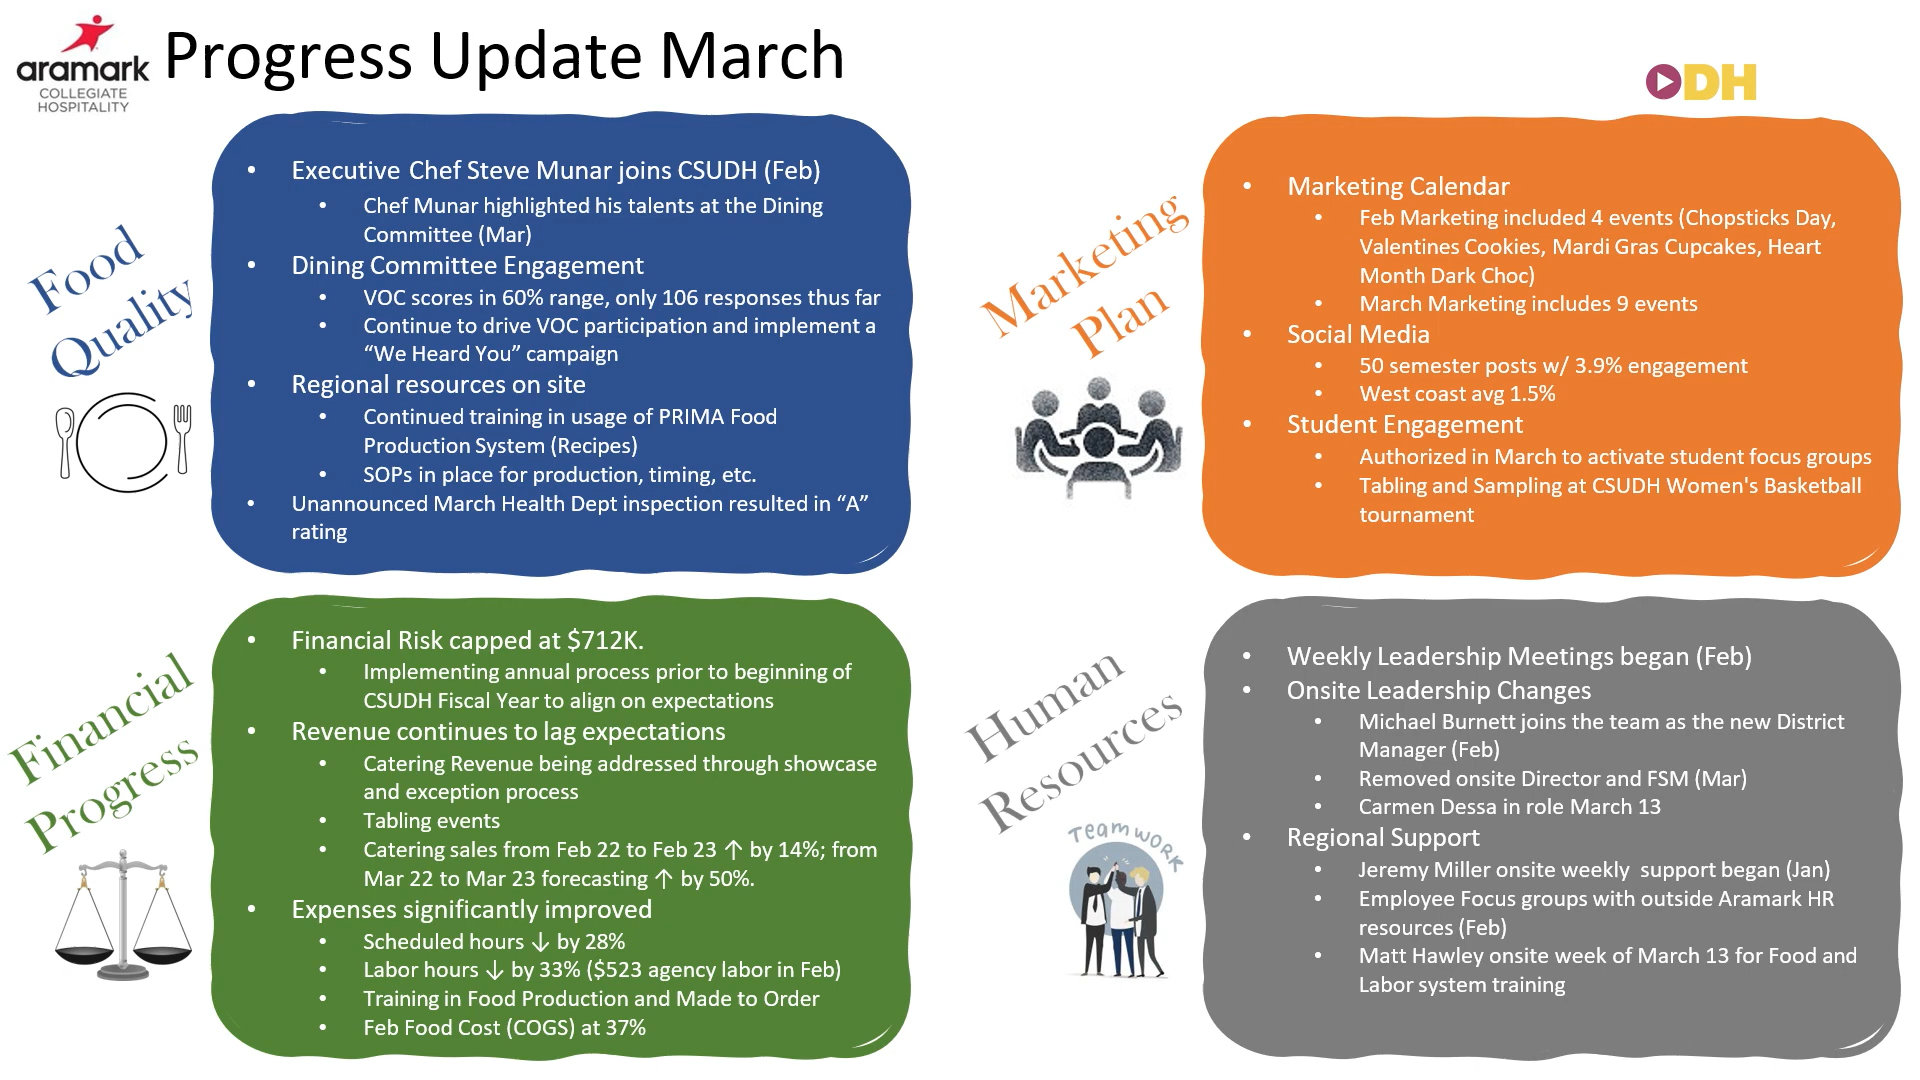 aramark
COLLEGIATE
HOSPITALITY
Progress Update March
DH
Food
Quality
• Executive Chef Steve Munar joins CSUDH (Feb)
• Chef Munar highlighted his talents at the Dining
Committee (Mar)
• Dining Committee Engagement
• VOC scores in 60% range, only 106 responses thus far
• Continue to drive VOC participation and implement a
“We Heard You” campaign
• Regional resources on site
• Continued training in usage of PRIMA Food
Production System (Recipes)
• SOPs in place for production, timing, etc.
• Unannounced March Health Dept inspection resulted in “A”
rating
Marketing
Plan
• Marketing Calendar
• Feb Marketing included 4 events (Chopsticks Day,
Valentines Cookies, Mardi Gras Cupcakes, Heart
Month Dark Choc)
• March Marketing includes 9 events
• Social Media
• 50 semester posts w/ 3.9% engagement
• West coast avg 1.5%
• Student Engagement
• Authorized in March to activate student focus groups
• Tabling and Sampling at CSUDH Women's Basketball
tournament
Financial
Progress
• Financial Risk capped at $712K.
• Implementing annual process prior to beginning of
CSUDH Fiscal Year to align on expectations
• Revenue continues to lag expectations
• Catering Revenue being addressed through showcase
and exception process
• Tabling events
• Catering sales from Feb 22 to Feb 23 ↑ by 14%; from
Mar 22 to Mar 23 forecasting ↑ by 50%.
• Expenses significantly improved
• Scheduled hours ↓ by 28%
• Labor hours ↓ by 33% ($523 agency labor in Feb)
• Training in Food Production and Made to Order
• Feb Food Cost (COGS) at 37%
Human
Resources
TEAMWORK
• Weekly Leadership Meetings began (Feb)
• Onsite Leadership Changes
• Michael Burnett joins the team as the new District
Manager (Feb)
• Removed onsite Director and FSM (Mar)
• Carmen Dessa in role March 13
• Regional Support
• Jeremy Miller onsite weekly  support began (Jan)
• Employee Focus groups with outside Aramark HR
resources (Feb)
• Matt Hawley onsite week of March 13 for Food and
Labor system training